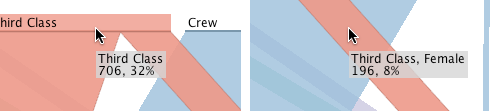 hird Class
Crew
Third Class
706, 32%
Third Class, Female
196, 8%